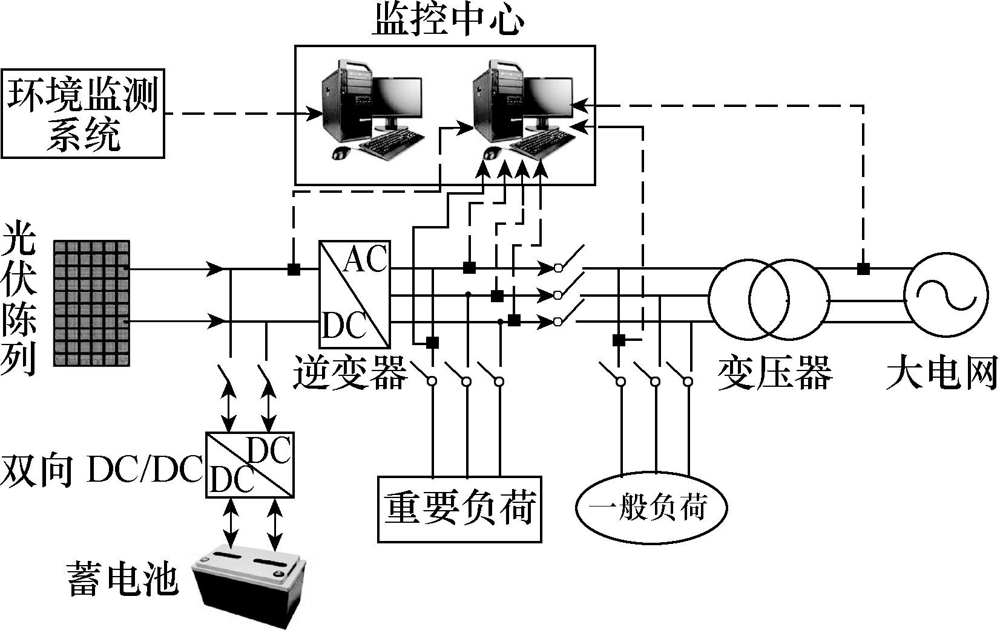 监控中心
环境监测
系统
光伏阵列
AC
DC
逆变器
变压器
大电网
双向 DC/DC
DC
DC
重要负荷
一般负荷
蓄电池